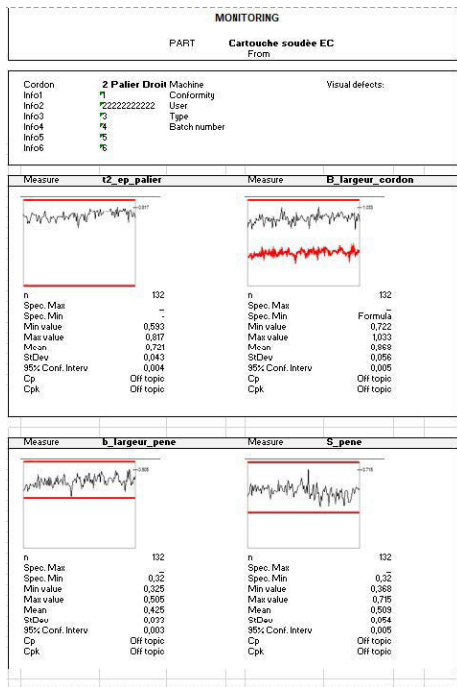 MONITORING
PART Cartouche soudée EC
From
Cordon 2 Palier Droit Machine Visual defects:
Info1 1 Conformity
Info2 22222222222 User
Info3 3 Type
Info4 4 Batch number
Info5 5
Info6 6
Measure t2_ep_palier Measure B_largeur_cordon
0,817 1,033
n 132 n 132
Spec. Max _ Spec. Max _
Spec. Min - Spec. Min Formula
Min value 0,593 Min value 0,722
Max value 0,817 Max value 1,033
Mean 0,721 Mean 0,868
StDev 0,043 StDev 0,056
95% Conf. Interv 0,004 95% Conf. Interv 0,005
Cp Off topic Cp Off topic
Cpk Off topic Cpk Off topic
Measure b_largeur_pene Measure S_pene
0,505 0,715
n 132 n 132
Spec. Max _ Spec. Max _
Spec. Min 0,32 Spec. Min 0,32
Min value 0,325 Min value 0,368
Max value 0,505 Max value 0,715
Mean 0,425 Mean 0,509
StDev 0,033 StDev 0,054
95% Conf. Interv 0,003 95% Conf. Interv 0,005
Cp Off topic Cp Off topic
Cpk Off topic Cpk Off topic